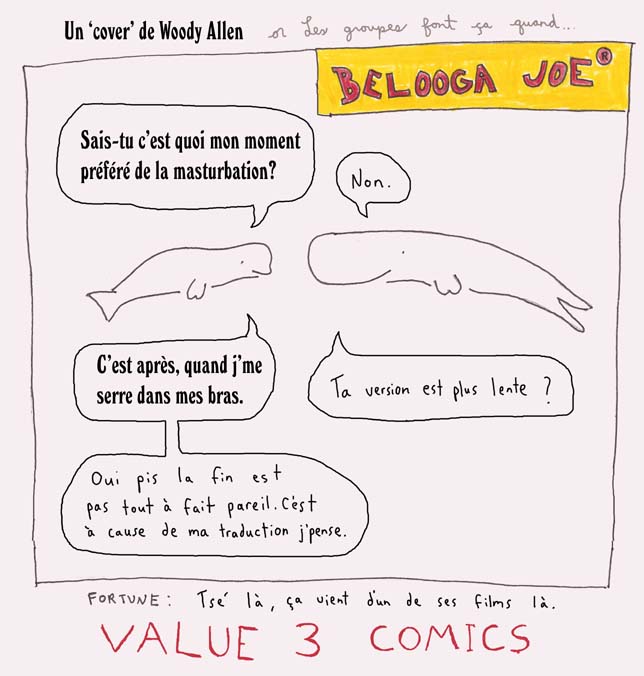 Un ‘cover’ de Woody Allen
or Les groupes font ça quand...
BELOOGA JOE®
Sais-tu c’est quoi mon moment
préféré de la masturbation?
Non.
C’est après, quand j’me
serre dans mes bras.
Ta version est plus lente ?
Oui pis la fin est
pas tout à fait pareil. C'est
à cause de ma traduction j'pense.
FORTUNE : Tsé là, ça vient d'un de ses films là.
VALUE 3 COMICS